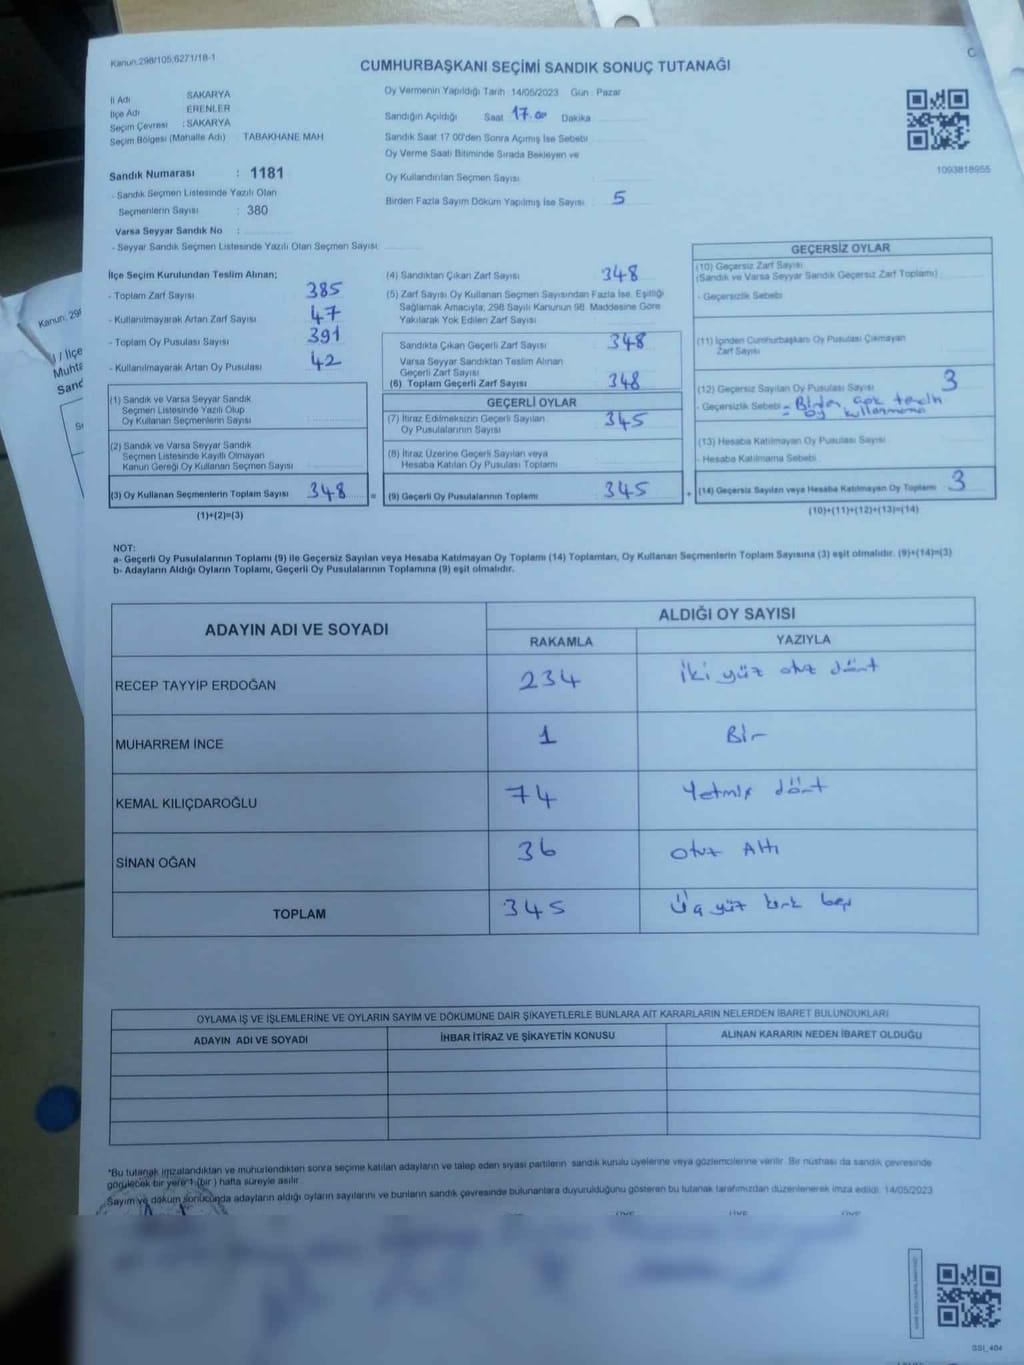 Kanun:298/105,6271/18-1
C
CUMHURBAŞKANI SEÇİMİ SANDIK SONUÇ TUTANAĞI
İl Adı SAKARYA
İlçe Adı ERENLER
Seçim Çevresi : SAKARYA
Seçim Bölgesi (Mahalle Adı) TABAKHANE MAH
Sandık Numarası : 1181
- Sandık Seçmen Listesinde Yazılı Olan
Seçmenlerin Sayısı : 380
Varsa Seyyar Sandık No :
- Seyyar Sandık Seçmen Listesinde Yazılı Olan Seçmen Sayısı:
Oy Vermenin Yapıldığı Tarih :14/05/2023 Gün : Pazar
Sandığın Açıldığı Saat 17.00 Dakika
Sandık Saat 17.00'den Sonra Açımış İse Sebebi
Oy Verme Saati Bitiminde Sırada Bekleyen ve
Oy Kullandırılan Seçmen Sayısı
Birden Fazla Sayım Döküm Yapılmış İse Sayısı : 5
1093818955
İlçe Seçim Kurulundan Teslim Alınan;
- Toplam Zarf Sayısı 385
- Kullanılmayarak Artan Zarf Sayısı : 47
- Toplam Oy Pusulası Sayısı : 391
- Kullanılmayarak Artan Oy Pusulası : 42
(1) Sandık ve Varsa Seyyar Sandık
Seçmen Listesinde Yazılı Olup
Oy Kullanan Seçmenlerin Sayısı
(2) Sandık ve Varsa Seyyar Sandık
Seçmen Listesinde Kayıtlı Olmayan
Kanun Gereği Oy Kullanan Seçmen Sayısı
(3) Oy Kullanan Seçmenlerin Toplam Sayısı 348 =
(1)+(2)=(3)
(4) Sandıktan Çıkan Zarf Sayısı 348
(5) Zarf Sayısı Oy Kullanan Seçmen Sayısından Fazla İse, Eşitliği
Sağlamak Amacıyla; 298 Sayılı Kanunun 98. Maddesine Göre
Yakılarak Yok Edilen Zarf Sayısı
Sandıkta Çıkan Geçerli Zarf Sayısı : 348
Varsa Seyyar Sandıktan Teslim Alınan
Geçerli Zarf Sayısı
(6) Toplam Geçerli Zarf Sayısı 348
GEÇERLİ OYLAR
(7) İtiraz Edilmeksizin Geçerli Sayılan
Oy Pusulalarının Sayısı 345
(8) İtiraz Üzerine Geçerli Sayılan veya
Hesaba Katılan Oy Pusulası Toplamı
(9) Geçerli Oy Pusulalarının Toplamı : 345 +
GEÇERSİZ OYLAR
(10) Geçersiz Zarf Sayısı
(Sandık ve Varsa Seyyar Sandık Geçersiz Zarf Toplamı)
- Geçersizlik Sebebi
(11) İçinden Cumhurbaşkanı Oy Pusulası Çıkmayan
Zarf Sayısı
(12) Geçersiz Sayılan Oy Pusulası Sayısı 3
- Geçersizlik Sebebi = Birden çok tercih
= oy kullanma
(13) Hesaba Katılmayan Oy Pusulası Sayısı
- Hesaba Katılmama Sebebi
(14) Geçersiz Sayılan veya Hesaba Katılmayan Oy Toplamı 3
(10)+(11)+(12)+(13)=(14)
NOT:
a- Geçerli Oy Pusulalarının Toplamı (9) ile Geçersiz Sayılan veya Hesaba Katılmayan Oy Toplamı (14) Toplamları, Oy Kullanan Seçmenlerin Toplam Sayısına (3) eşit olmalıdır. (9)+(14)=(3)
b- Adayların Aldığı Oyların Toplamı, Geçerli Oy Pusulalarının Toplamına (9) eşit olmalıdır.
ADAYIN ADI VE SOYADI ALDIĞI OY SAYISI
RAKAMLA YAZIYLA
RECEP TAYYİP ERDOĞAN 234 iki yüz otuz dört
MUHARREM İNCE 1 Bir
KEMAL KILIÇDAROĞLU 74 Yetmiş dört
SİNAN OĞAN 36 Otuz Altı
TOPLAM 345 Üç yüz kırk beş
OYLAMA İŞ VE İŞLEMLERİNE VE OYLARIN SAYIM VE DÖKÜMÜNE DAİR ŞİKAYETLERLE BUNLARA AİT KARARLARIN NELERDEN İBARET BULUNDUKLARI
ADAYIN ADI VE SOYADI İHBAR İTİRAZ VE ŞİKAYETİN KONUSU ALINAN KARARIN NEDEN İBARET OLDUĞU
*Bu tutanak imzalandıktan ve mühürlendikten sonra seçime katılan adayların ve talep eden siyasi partilerin sandık kurulu üyelerine veya gözlemcilerine verilir. Bir nüshası da sandık çevresinde
görülecek bir yere 1 (bir ) hafta süreyle asılır.
Sayım ve döküm sonucunda adayların aldığı oyların sayılarını ve bunların sandık çevresinde bulunanlara duyurulduğunu gösteren bu tutanak tarafımızdan düzenlenerek imza edildi. 14/05/2023
GSI_404
Kanun: 298
/ İlçe
Muhta
Sand